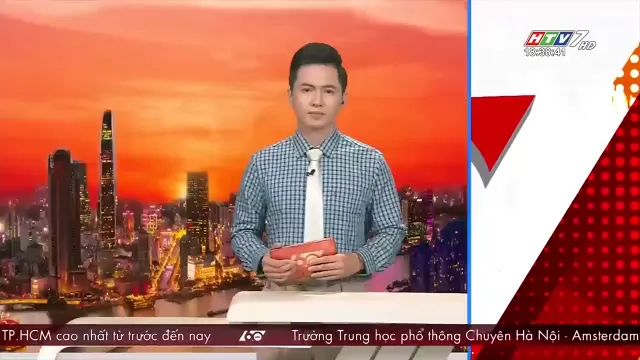 HTV7 HD
18:38:41
TP.HCM cao nhất từ trước đến nay 60 Trường Trung học phổ thông Chuyên Hà Nội - Amsterdam